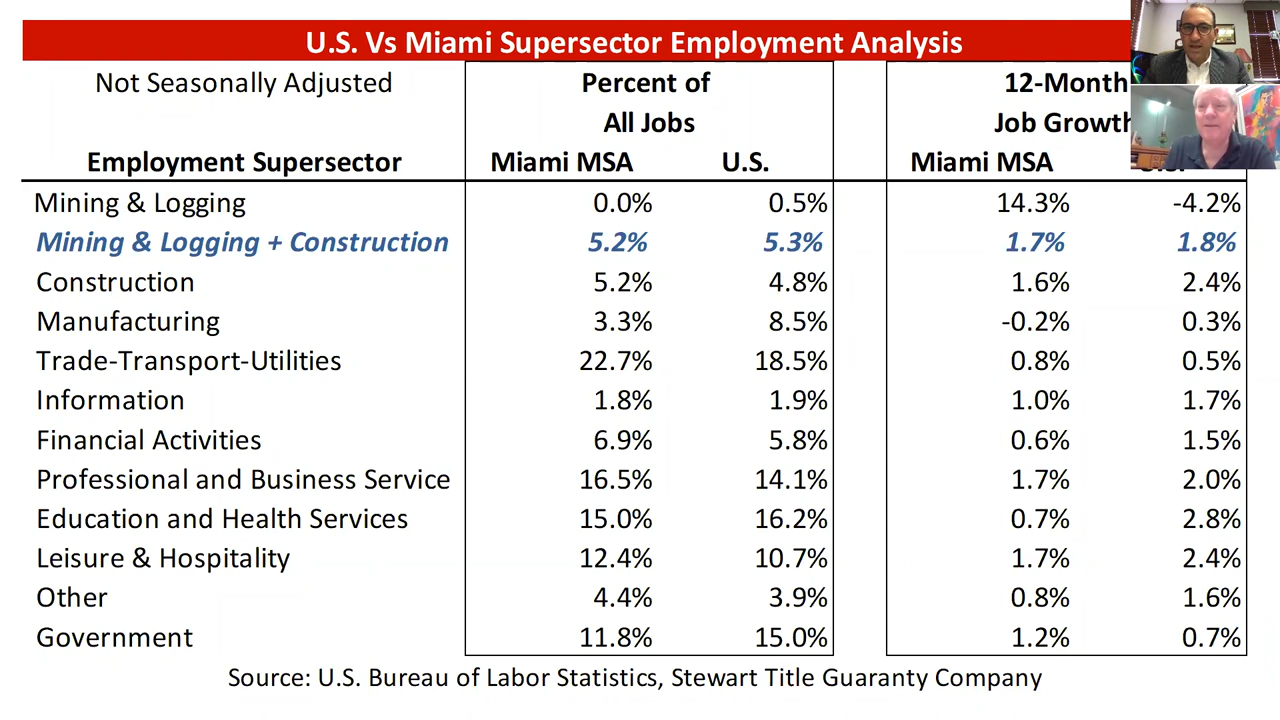 U.S. Vs Miami Supersector Employment Analysis
Not Seasonally Adjusted Percent of 12-Month
All Jobs Job Growth
Employment Supersector Miami MSA U.S. Miami MSA U.S.
Mining & Logging 0.0% 0.5% 14.3% -4.2%
Mining & Logging + Construction 5.2% 5.3% 1.7% 1.8%
Construction 5.2% 4.8% 1.6% 2.4%
Manufacturing 3.3% 8.5% -0.2% 0.3%
Trade-Transport-Utilities 22.7% 18.5% 0.8% 0.5%
Information 1.8% 1.9% 1.0% 1.7%
Financial Activities 6.9% 5.8% 0.6% 1.5%
Professional and Business Service 16.5% 14.1% 1.7% 2.0%
Education and Health Services 15.0% 16.2% 0.7% 2.8%
Leisure & Hospitality 12.4% 10.7% 1.7% 2.4%
Other 4.4% 3.9% 0.8% 1.6%
Government 11.8% 15.0% 1.2% 0.7%
Source: U.S. Bureau of Labor Statistics, Stewart Title Guaranty Company